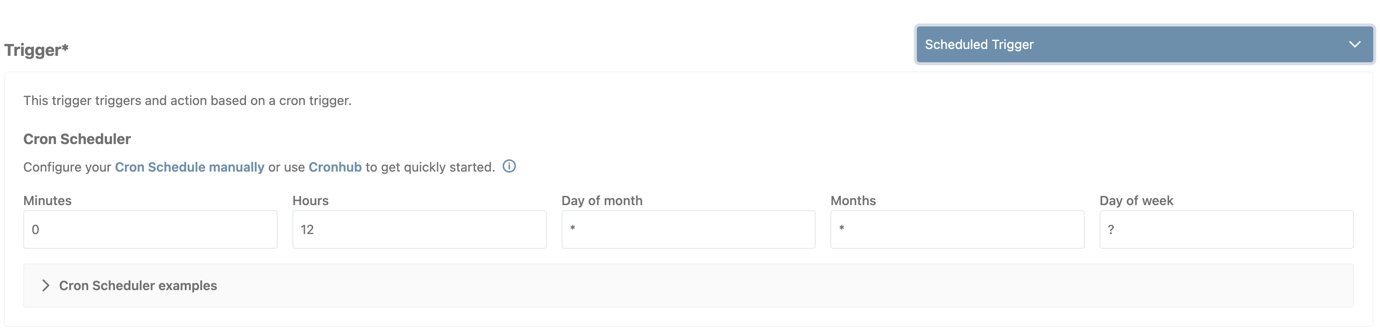 Trigger*
Scheduled Trigger
This trigger triggers and action based on a cron trigger.
Cron Scheduler
Configure your Cron Schedule manually or use Cronhub to get quickly started.
Minutes Hours Day of month Months Day of week
0 12 * * ?
Cron Scheduler examples